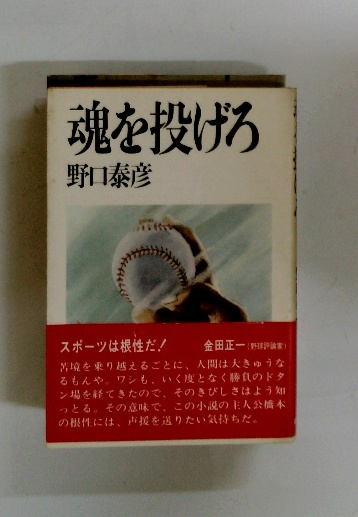 魂を投げろ
野口泰彦
スポーツは根性だ！ 金田正一（野球評論家）
苦境を乗り越えるごとに、人間は大きゅうな
るもんや。ワシも、いく度となく勝負のドタ
ン場を経てきたので、そのきびしさはよう知
っとる。その意味で、この小説の主人公橋本
の根性には、声援を送りたい気持ちだ。